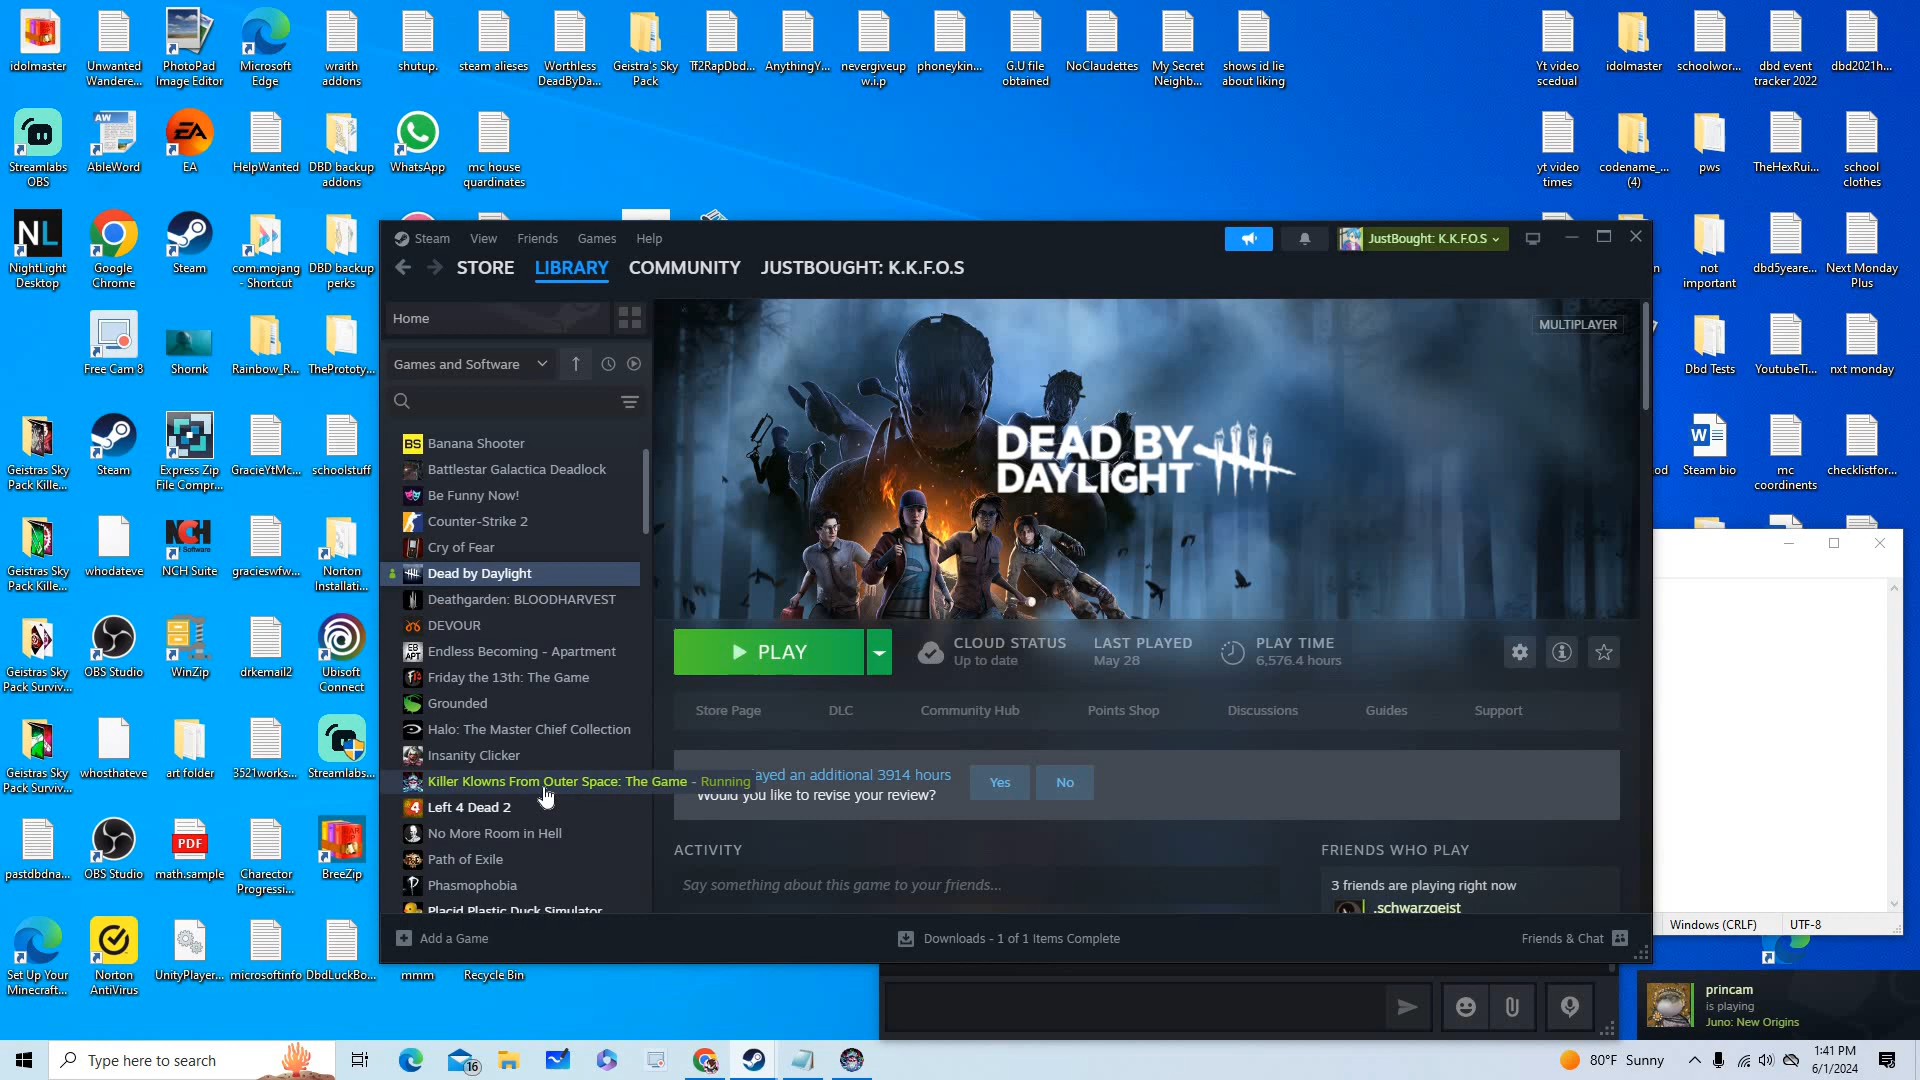 idolmaster
Unwanted
Wandere...
PhotoPad
Image Editor
Microsoft
Edge
wraith
addons
shutup.
steam alieses
Worthless
DeadByDa...
Geistra's Sky
Pack
Tf2RapDbd...
AnythingY...
nevergiveup
w.i.p
phoneykin...
G.U file
obtained
NoClaudettes
My Secret
Neighb...
shows id lie
about liking
Yt video
scedual
idolmaster
schoolwor...
dbd event
tracker 2022
dbd2021h...
Streamlabs
OBS
AbleWord
EA
HelpWanted
DBD backup
addons
WhatsApp
mc house
quardinates
yt video
times
codename_...
(4)
pws
TheHexRui...
school
clothes
NightLight
Desktop
Google
Chrome
Steam
com.mojang
- Shortcut
DBD backup
perks
not
important
dbd5yeare...
Next Monday
Plus
Free Cam 8
Shornk
Rainbow_R...
ThePrototy...
Dbd Tests
YoutubeTi...
nxt monday
Geistras Sky
Pack Kille...
Steam
Express Zip
File Compr...
GracieYtMc...
schoolstuff
Steam bio
mc
coordinents
checklistfor...
Geistras Sky
Pack Kille...
whodateve
NCH Suite
gracieswfw...
Norton
Installati...
Geistras Sky
Pack Surviv...
OBS Studio
WinZip
drkemail2
Ubisoft
Connect
Geistras Sky
Pack Surviv...
whosthateve
art folder
3521works...
Streamlabs...
pastdbdna...
OBS Studio
math.sample
Charector
Progressi...
BreeZip
Set Up Your
Minecraft...
Norton
AntiVirus
UnityPlayer...
microsoftinfo
DbdLuckBo...
mmm
Recycle Bin
Steam View Friends Games Help
JustBought: K.K.F.O.S
STORE LIBRARY COMMUNITY JUSTBOUGHT: K.K.F.O.S
Home
Games and Software
BS Banana Shooter
Battlestar Galactica Deadlock
Be Funny Now!
Counter-Strike 2
Cry of Fear
Dead by Daylight
Deathgarden: BLOODHARVEST
DEVOUR
Endless Becoming - Apartment
Friday the 13th: The Game
Grounded
Halo: The Master Chief Collection
Insanity Clicker
Killer Klowns From Outer Space: The Game - Running
Left 4 Dead 2
No More Room in Hell
Path of Exile
Phasmophobia
Placid Plastic Duck Simulator
MULTIPLAYER
DEAD BY
DAYLIGHT
PLAY
CLOUD STATUS
Up to date
LAST PLAYED
May 28
PLAY TIME
6,576.4 hours
Store Page DLC Community Hub Points Shop Discussions Guides Support
ayed an additional 3914 hours
Would you like to revise your review?
Yes No
ACTIVITY
Say something about this game to your friends...
FRIENDS WHO PLAY
3 friends are playing right now
.schwarzgeist
Add a Game
Downloads - 1 of 1 Items Complete
Friends & Chat
Windows (CRLF) UTF-8
princam
is playing
Juno: New Origins
Type here to search
16
80°F Sunny
1:41 PM
6/1/2024